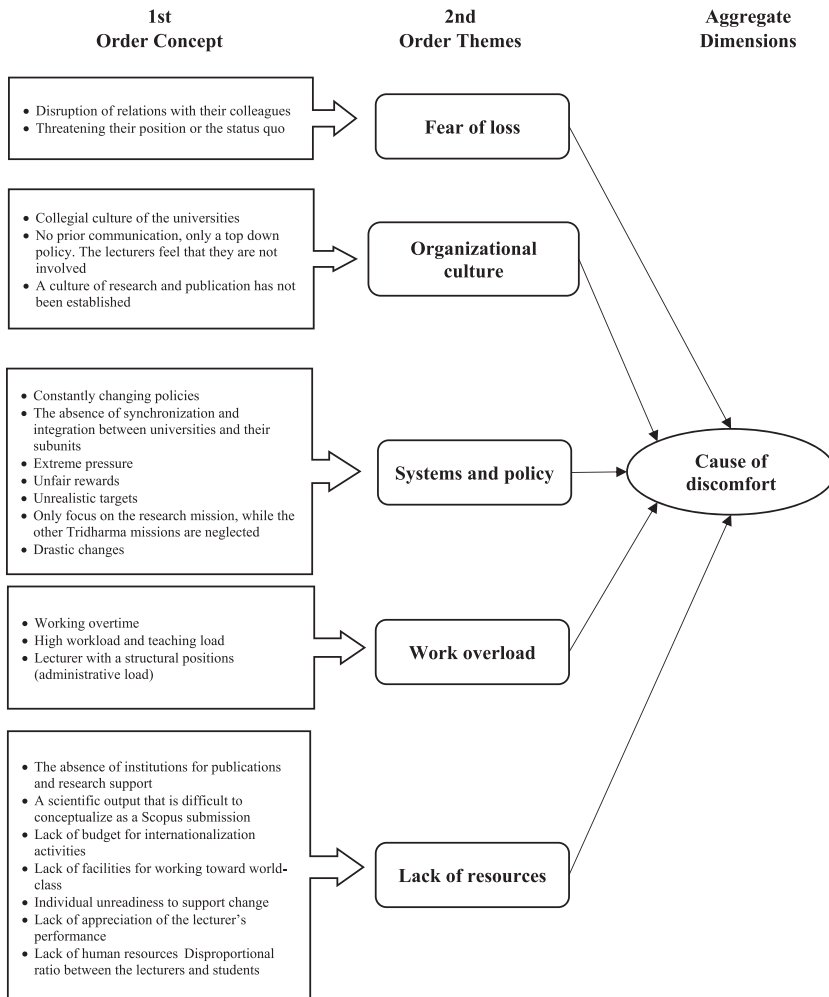 1st
Order Concept
2nd
Order Themes
Aggregate
Dimensions
• Disruption of relations with their colleagues
• Threatening their position or the status quo
Fear of loss
• Collegial culture of the universities
• No prior communication, only a top down
policy. The lecturers feel that they are not
involved
• A culture of research and publication has not
been established
Organizational
culture
• Constantly changing policies
• The absence of synchronization and
integration between universities and their
subunits
• Extreme pressure
• Unfair rewards
• Unrealistic targets
• Only focus on the research mission, while the
other Tridharma missions are neglected
• Drastic changes
Systems and policy
Cause of
discomfort
• Working overtime
• High workload and teaching load
• Lecturer with a structural positions
(administrative load)
Work overload
• The absence of institutions for publications
and research support
• A scientific output that is difficult to
conceptualize as a Scopus submission
• Lack of budget for internationalization
activities
• Lack of facilities for working toward world-
class
• Individual unreadiness to support change
• Lack of appreciation of the lecturer’s
performance
• Lack of human resources Disproportional
ratio between the lecturers and students
Lack of resources